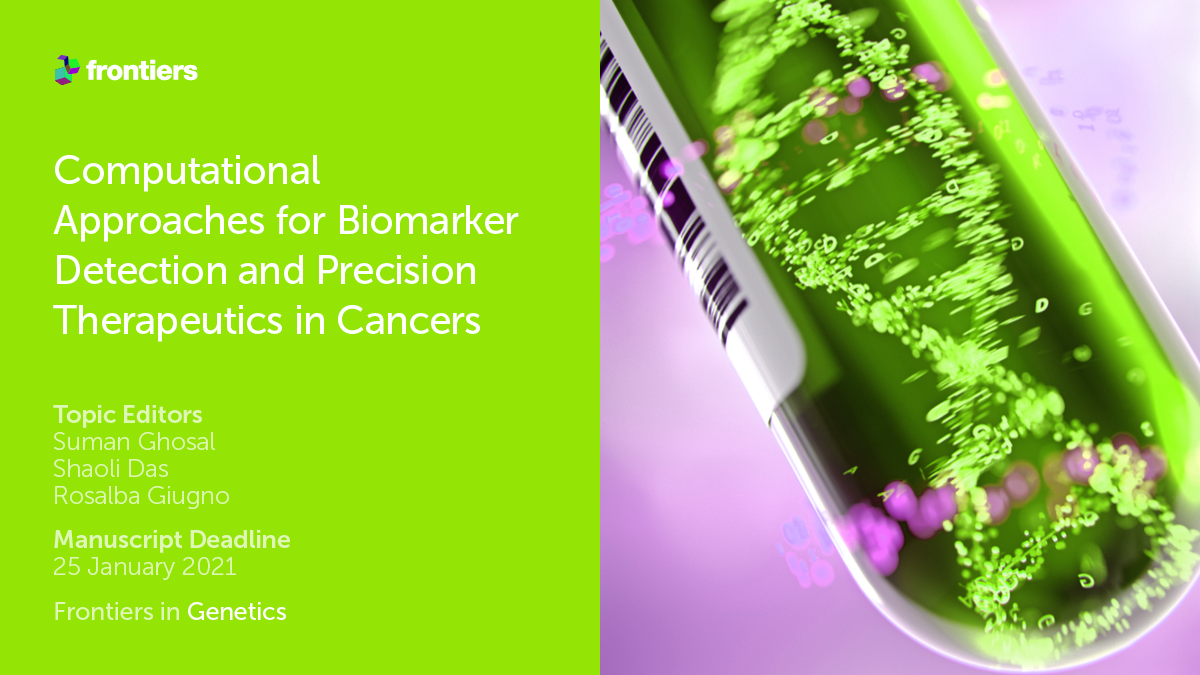 frontiers
Computational
Approaches for Biomarker
Detection and Precision
Therapeutics in Cancers
Topic Editors
Suman Ghosal
Shaoli Das
Rosalba Giugno
Manuscript Deadline
25 January 2021
Frontiers in Genetics